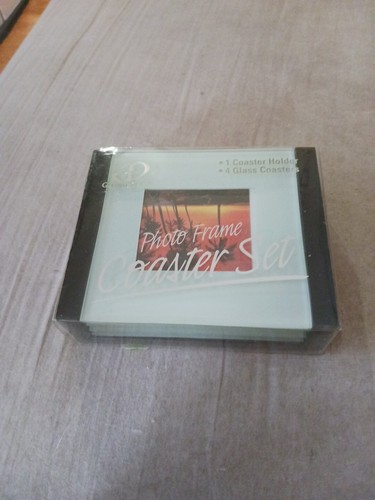 • 1 Coaster Holder
• 4 Glass Coasters
Photo Frame
Coaster Set